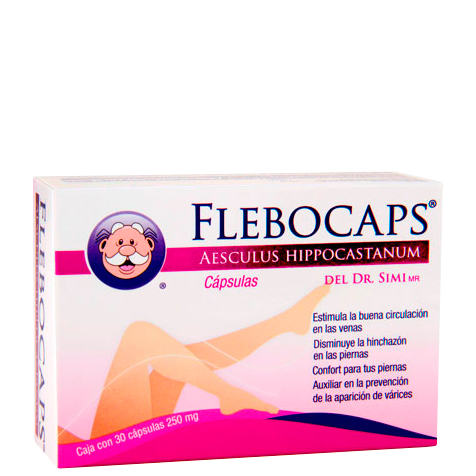 FLEBOCAPS
FLEBOCAPS®
AESCULUS HIPPOCASTANUM
Cápsulas
DEL DR. SIMI MR
®
Estimula la buena circulación
en las venas
Disminuye la hinchazón
en las piernas
Confort para tus piernas
Auxiliar en la prevención
de la aparición de várices
Caja con 30 cápsulas 250 mg